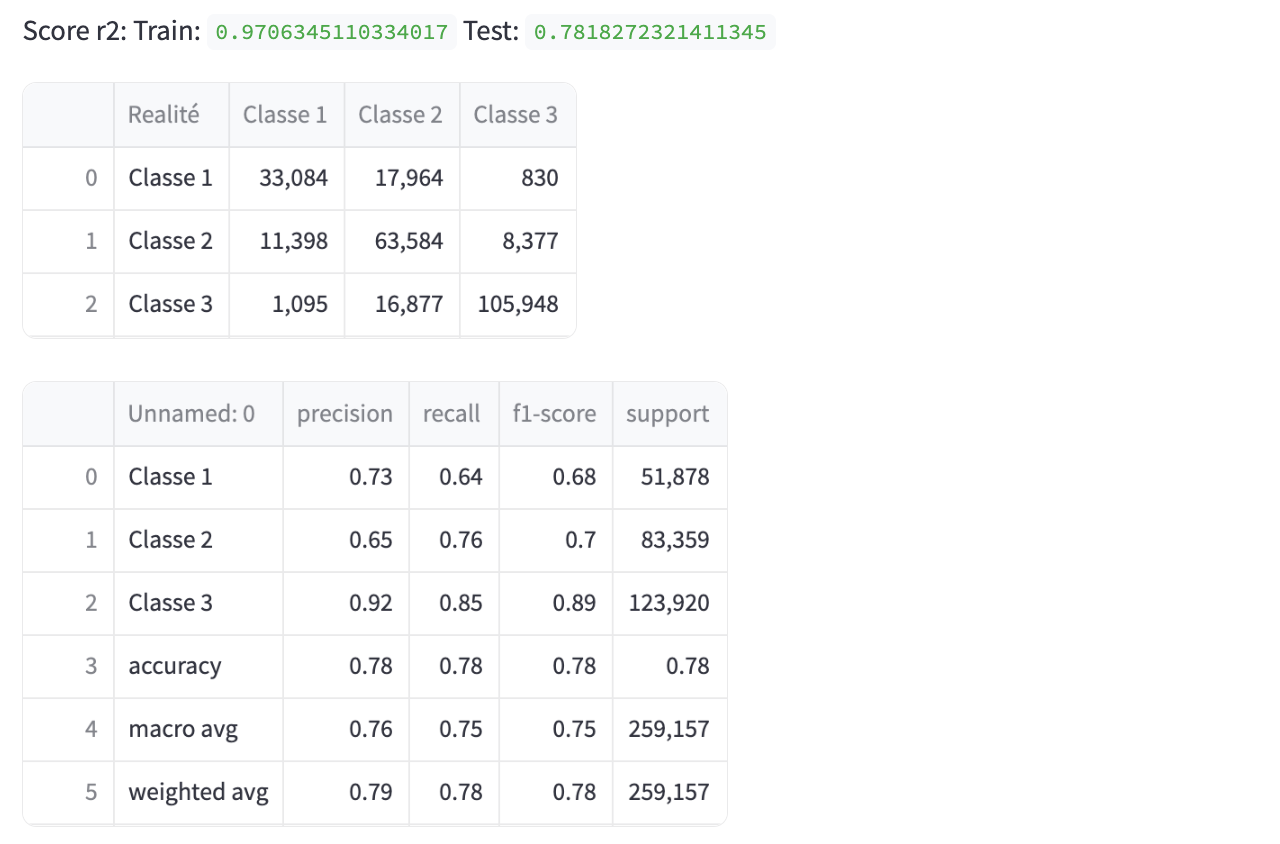 Score r2: Train: 0.9706345110334017 Test: 0.7818272321411345
Realité Classe 1 Classe 2 Classe 3
0 Classe 1 33,084 17,964 830
1 Classe 2 11,398 63,584 8,377
2 Classe 3 1,095 16,877 105,948
Unnamed: 0 precision recall f1-score support
0 Classe 1 0.73 0.64 0.68 51,878
1 Classe 2 0.65 0.76 0.7 83,359
2 Classe 3 0.92 0.85 0.89 123,920
3 accuracy 0.78 0.78 0.78 0.78
4 macro avg 0.76 0.75 0.75 259,157
5 weighted avg 0.79 0.78 0.78 259,157